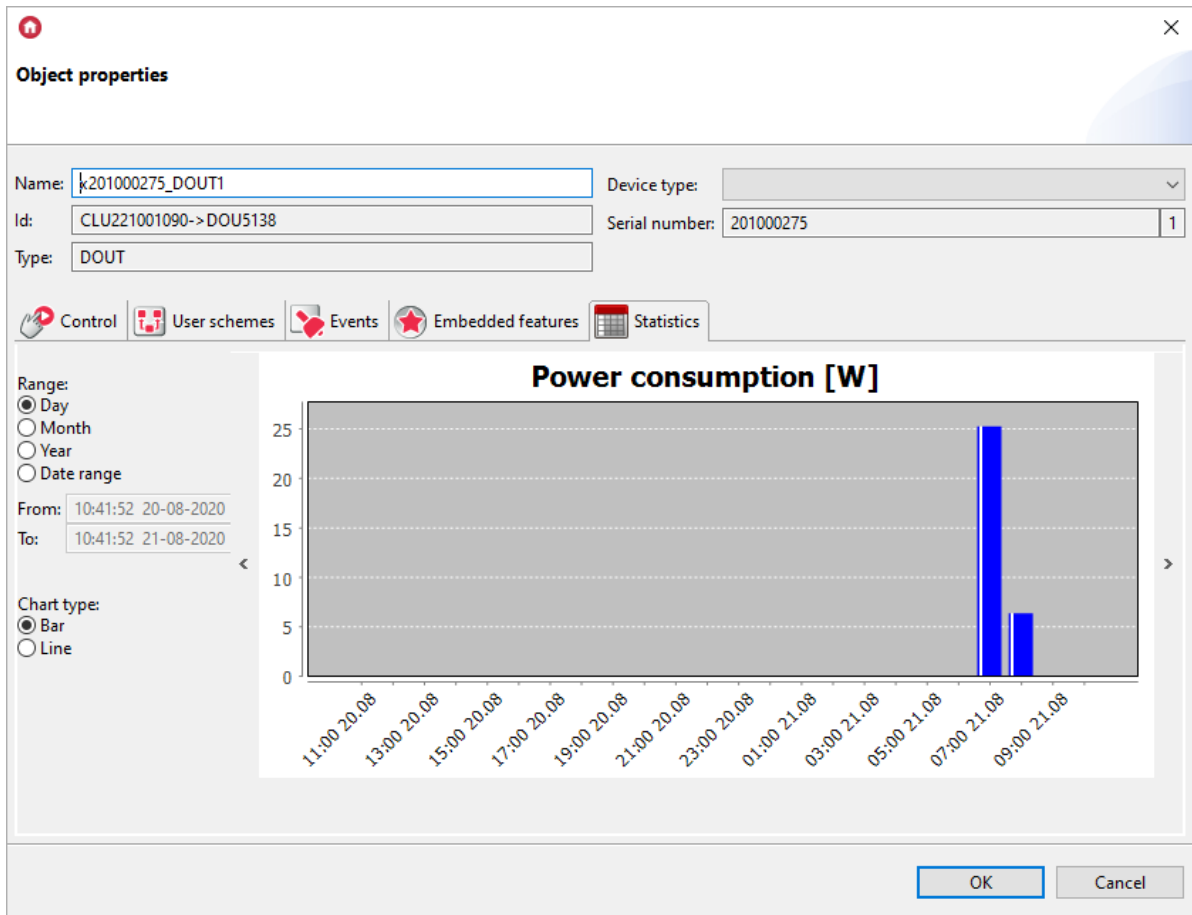 Object properties
Name: x201000275_DOUT1
Device type:
Id: CLU221001090->DOU5138
Serial number: 201000275 1
Type: DOUT
Control User schemes Events Embedded features Statistics
Range:
Day
Month
Year
Date range
From: 10:41:52 20-08-2020
To: 10:41:52 21-08-2020
Chart type:
Bar
Line
<
Power consumption [W]
25
20
15
10
5
0
11:00 20.08
13:00 20.08
15:00 20.08
17:00 20.08
19:00 20.08
21:00 20.08
23:00 20.08
01:00 21.08
03:00 21.08
05:00 21.08
07:00 21.08
09:00 21.08
>
OK Cancel